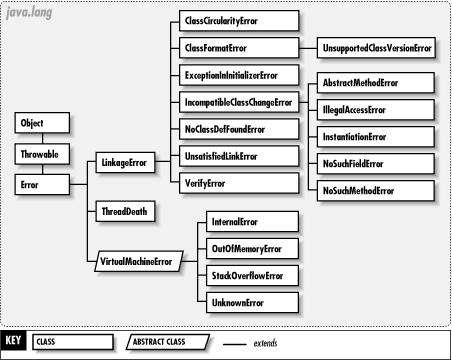 java.lang
ClassCircularityError
ClassFormatError
UnsupportedClassVersionError
ExceptionInInitializerError
AbstractMethodError
IncompatibleClassChangeError
IllegalAccessError
Object
NoClassDefFoundError
InstantiationError
Throwable
LinkageError
UnsatisfiedLinkError
NoSuchFieldError
Error
VerifyError
NoSuchMethodError
ThreadDeath
InternalError
OutOfMemoryError
VirtualMachineError
StackOverflowError
UnknownError
KEY
CLASS
ABSTRACT CLASS
extends